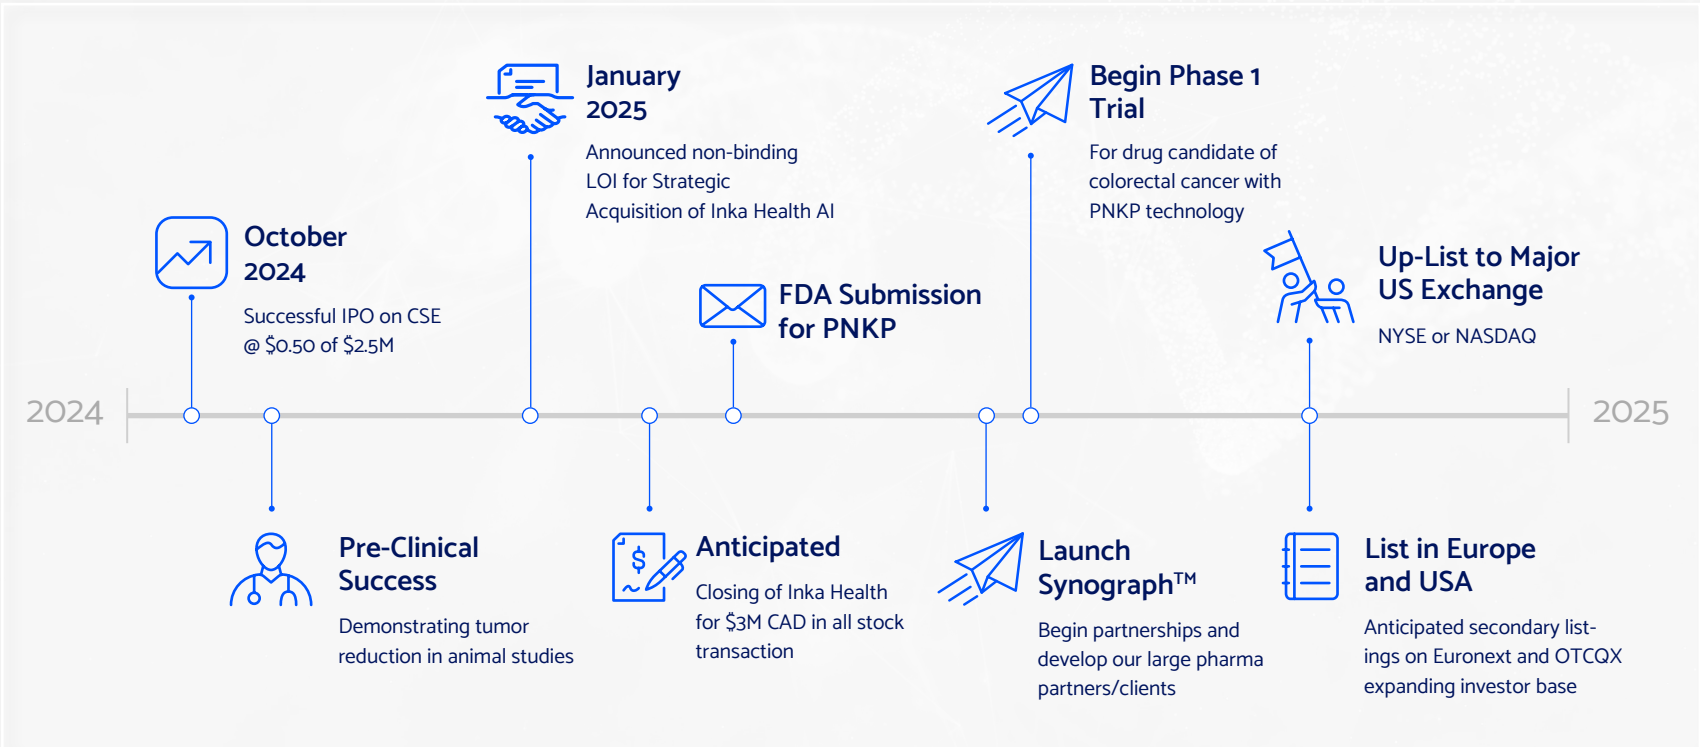 2024
October
2024
Successful IPO on CSE
@ $0.50 of $2.5M
Pre-Clinical
Success
Demonstrating tumor
reduction in animal studies
January
2025
Announced non-binding
LOI for Strategic
Acquisition of Inka Health AI
Anticipated
Closing of Inka Health
for $3M CAD in all stock
transaction
$
FDA Submission
for PNKP
Launch
Synograph™
Begin partnerships and
develop our large pharma
partners/clients
Begin Phase 1
Trial
For drug candidate of
colorectal cancer with
PNKP technology
Up-List to Major
US Exchange
NYSE or NASDAQ
List in Europe
and USA
Anticipated secondary list-
ings on Euronext and OTCQX
expanding investor base
2025